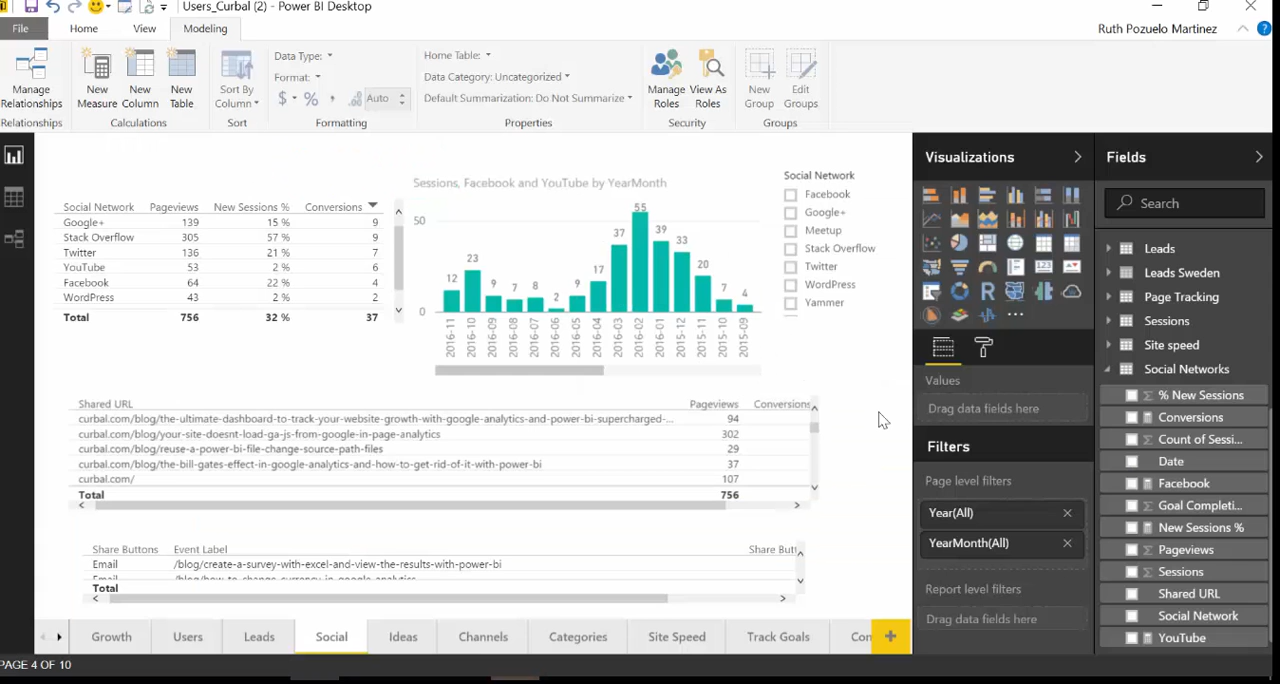 Users_Curbal (2) - Power BI Desktop
File
Home
View
Modeling
Ruth Pozuelo Martinez
Manage Relationships
New Measure
New Column
New Table
Sort By Column
Data Type:
Format:
$ % , Auto
Home Table:
Data Category: Uncategorized
Default Summarization: Do Not Summarize
Manage Roles
View As Roles
New Group
Edit Groups
Relationships
Calculations
Sort
Formatting
Properties
Security
Groups
Social Network Pageviews New Sessions % Conversions
Google+ 139 15 % 9
Stack Overflow 305 57 % 9
Twitter 136 21 % 7
YouTube 53 2 % 6
Facebook 64 22 % 4
WordPress 43 2 % 2
Total 756 32 % 37
Sessions, Facebook and YouTube by YearMonth
50
0
12 23 9 7 8 2 9 17 37 55 39 33 20 7 4
2016-11 2016-10 2016-09 2016-08 2016-07 2016-06 2016-05 2016-04 2016-03 2016-02 2016-01 2015-12 2015-11 2015-10 2015-09
Social Network
Facebook
Google+
Meetup
Stack Overflow
Twitter
WordPress
Yammer
Shared URL Pageviews Conversions
curbal.com/blog/the-ultimate-dashboard-to-track-your-website-growth-with-google-analytics-and-power-bi-supercharged-... 94
curbal.com/blog/your-site-doesnt-load-ga-js-from-google-in-page-analytics 302
curbal.com/blog/reuse-a-power-bi-file-change-source-path-files 29
curbal.com/blog/the-bill-gates-effect-in-google-analytics-and-how-to-get-rid-of-it-with-power-bi 37
curbal.com/ 107
Total 756
Share Buttons Event Label Share Butt
Email /blog/create-a-survey-with-excel-and-view-the-results-with-power-bi
Email /blog/how-to-change-currency-in-google-analytics
Total
Visualizations
Values
Drag data fields here
Filters
Page level filters
Year(All)
YearMonth(All)
Report level filters
Drag data fields here
Fields
Search
Leads
Leads Sweden
Page Tracking
Sessions
Site speed
Social Networks
% New Sessions
Conversions
Count of Sessi...
Date
Facebook
Goal Completi...
New Sessions %
Pageviews
Sessions
Shared URL
Social Network
YouTube
Growth
Users
Leads
Social
Ideas
Channels
Categories
Site Speed
Track Goals
Con
PAGE 4 OF 10